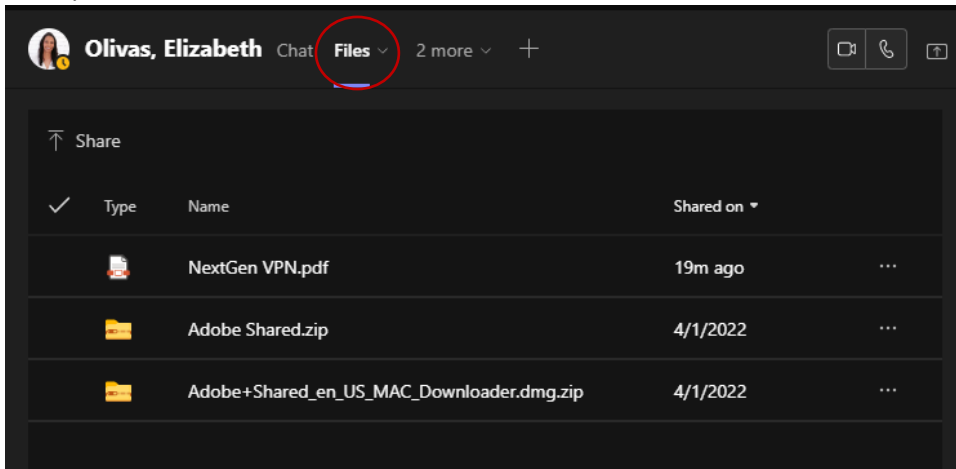 Olivas, Elizabeth Chat Files 2 more
Share
Type Name Shared on
NextGen VPN.pdf 19m ago
Adobe Shared.zip 4/1/2022
Adobe+Shared_en_US_MAC_Downloader.dmg.zip 4/1/2022